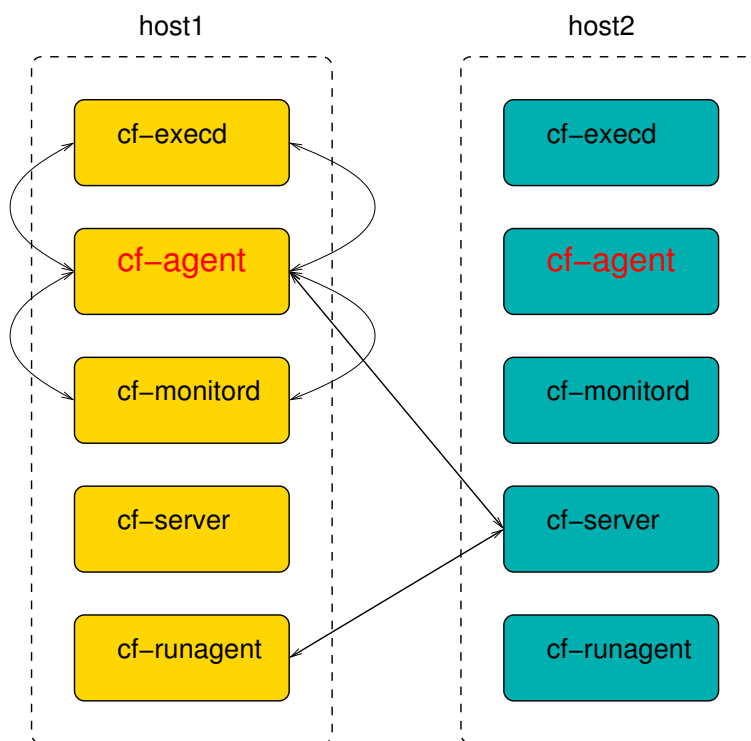 host1
cf−execd
cf−agent
cf−monitord
cf−server
cf−runagent
host2
cf−execd
cf−agent
cf−monitord
cf−server
cf−runagent